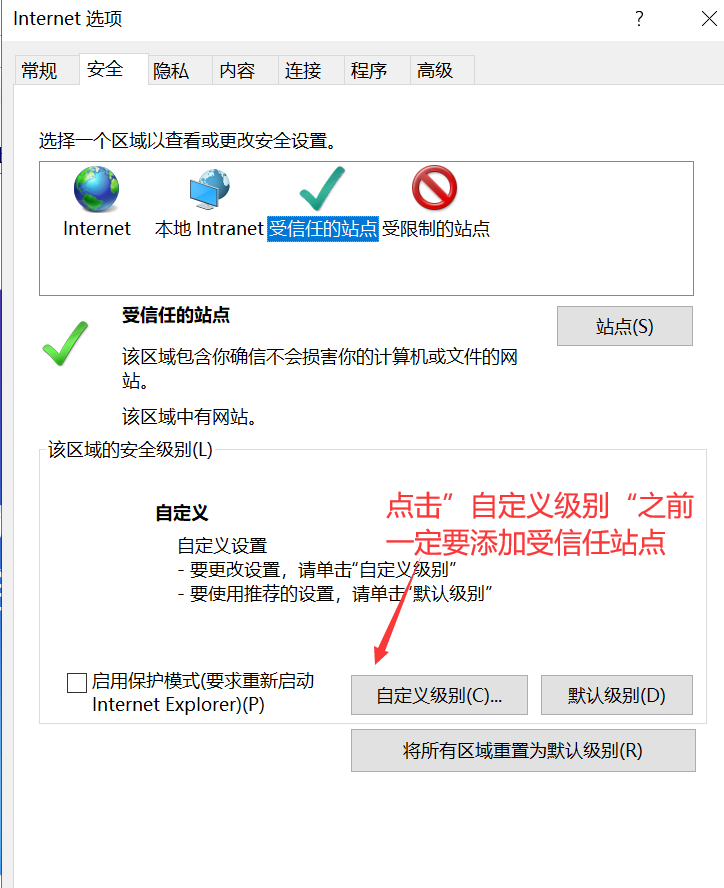 Internet 选项
?
常规 安全 隐私 内容 连接 程序 高级
选择一个区域以查看或更改安全设置。
Internet 本地 Intranet 受信任的站点 受限制的站点
受信任的站点
站点(S)
该区域包含你确信不会损害你的计算机或文件的网
站。
该区域中有网站。
该区域的安全级别(L)
点击”自定义级别“之前
一定要添加受信任站点
自定义
自定义设置
- 要更改设置，请单击“自定义级别”
- 要使用推荐的设置，请单击“默认级别”
启用保护模式(要求重新启动
Internet Explorer)(P)
自定义级别(C)...
默认级别(D)
将所有区域重置为默认级别(R)